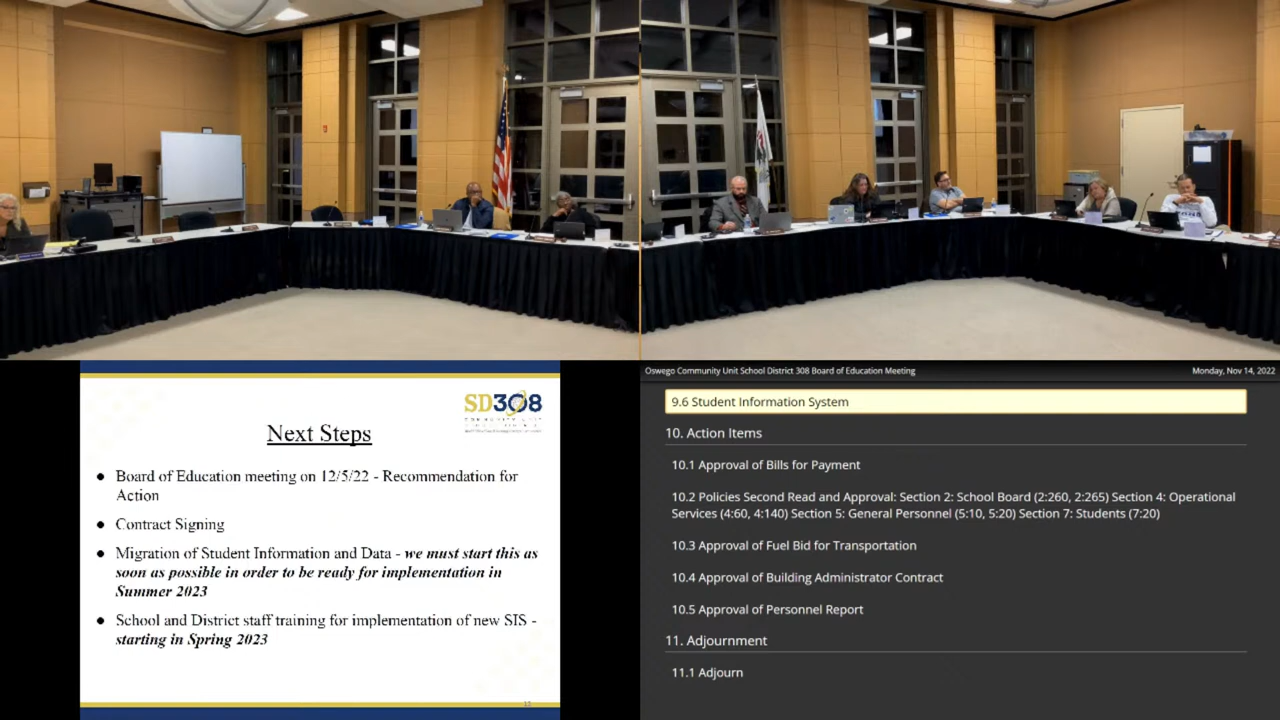 SD308
COMMUNITY UNIT
Next Steps
● Board of Education meeting on 12/5/22 - Recommendation for
Action
● Contract Signing
● Migration of Student Information and Data - we must start this as
soon as possible in order to be ready for implementation in
Summer 2023
● School and District staff training for implementation of new SIS -
starting in Spring 2023
Oswego Community Unit School District 308 Board of Education Meeting
Monday, Nov 14, 2022
9.6 Student Information System
10. Action Items
10.1 Approval of Bills for Payment
10.2 Policies Second Read and Approval: Section 2: School Board (2:260, 2:265) Section 4: Operational
Services (4:60, 4:140) Section 5: General Personnel (5:10, 5:20) Section 7: Students (7:20)
10.3 Approval of Fuel Bid for Transportation
10.4 Approval of Building Administrator Contract
10.5 Approval of Personnel Report
11. Adjournment
11.1 Adjourn